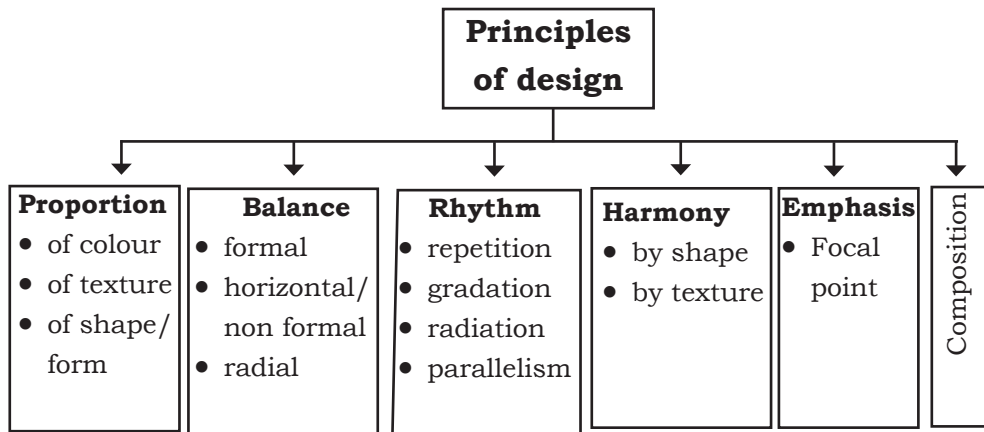 Principles
of design
Proportion
• of colour
• of texture
• of shape/
form
Balance
• formal
• horizontal/
non formal
• radial
Rhythm
• repetition
• gradation
• radiation
• parallelism
Harmony
• by shape
• by texture
Emphasis
• Focal
point
Composition